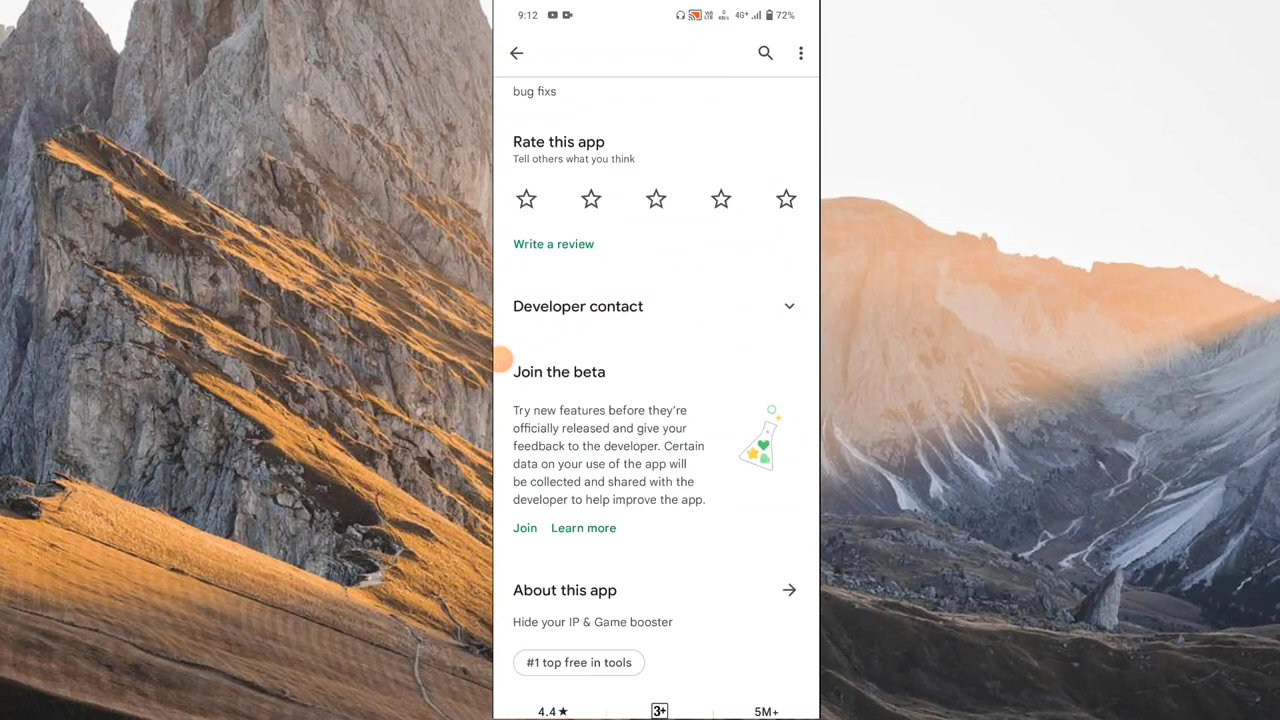 9:12
4G+ 72%
bug fixs
Rate this app
Tell others what you think
Write a review
Developer contact
Join the beta
Try new features before they're
officially released and give your
feedback to the developer. Certain
data on your use of the app will
be collected and shared with the
developer to help improve the app.
Join Learn more
About this app
Hide your IP & Game booster
#1 top free in tools
4.4★ 3+ 5M+